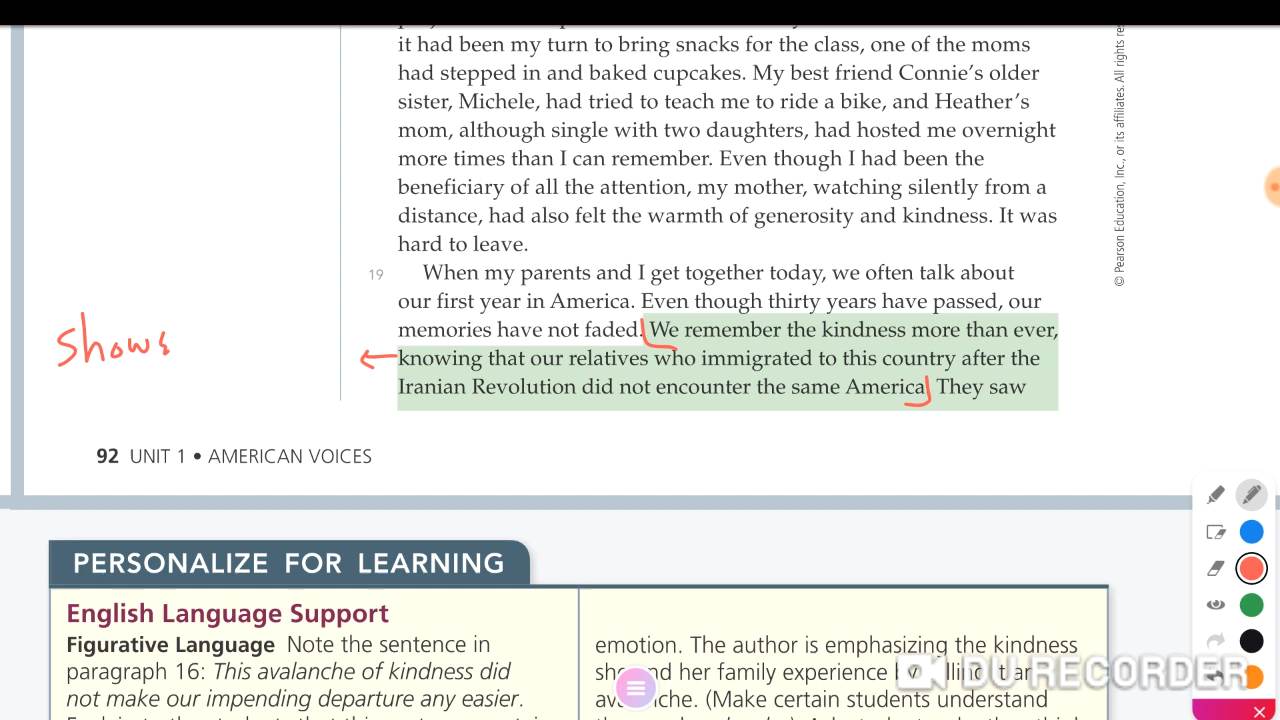 it had been my turn to bring snacks for the class, one of the moms
had stepped in and baked cupcakes. My best friend Connie's older
sister, Michele, had tried to teach me to ride a bike, and Heather's
mom, although single with two daughters, had hosted me overnight
more times than I can remember. Even though I had been the
beneficiary of all the attention, my mother, watching silently from a
distance, had also felt the warmth of generosity and kindness. It was
hard to leave.
19 When my parents and I get together today, we often talk about
our first year in America. Even though thirty years have passed, our
memories have not faded. We remember the kindness more than ever,
knowing that our relatives who immigrated to this country after the
Iranian Revolution did not encounter the same America. They saw
shows
© Pearson Education, Inc., or its affiliates. All rights
92 UNIT 1 • AMERICAN VOICES
PERSONALIZE FOR LEARNING
English Language Support
Figurative Language Note the sentence in
paragraph 16: This avalanche of kindness did
not make our impending departure any easier.
emotion. The author is emphasizing the kindness
she and her family experience
(Make certain students understand
DU RECORDER